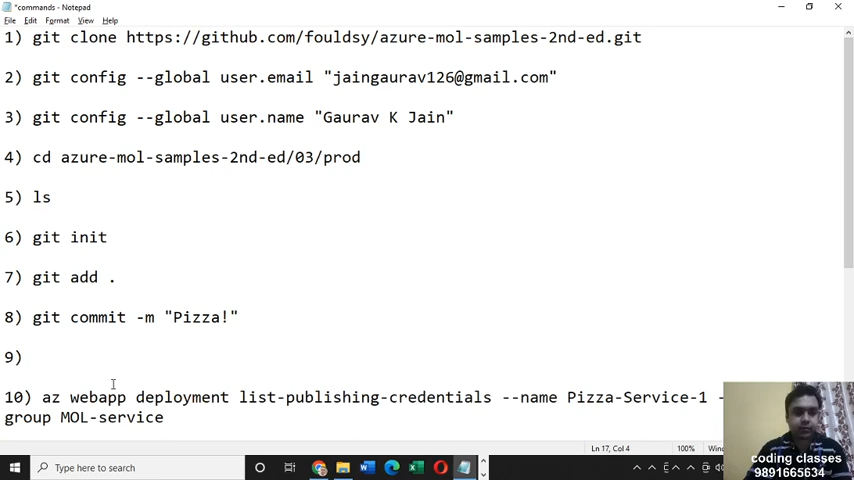 *commands - Notepad
File Edit Format View Help
1) git clone https://github.com/fouldsy/azure-mol-samples-2nd-ed.git
2) git config --global user.email "jaingaurav126@gmail.com"
3) git config --global user.name "Gaurav K Jain"
4) cd azure-mol-samples-2nd-ed/03/prod
5) ls
6) git init
7) git add .
8) git commit -m "Pizza!"
9)
10) az webapp deployment list-publishing-credentials --name Pizza-Service-1 -
group MOL-service
Ln 17, Col 4 100% Win
coding classes
9891665634
Type here to search